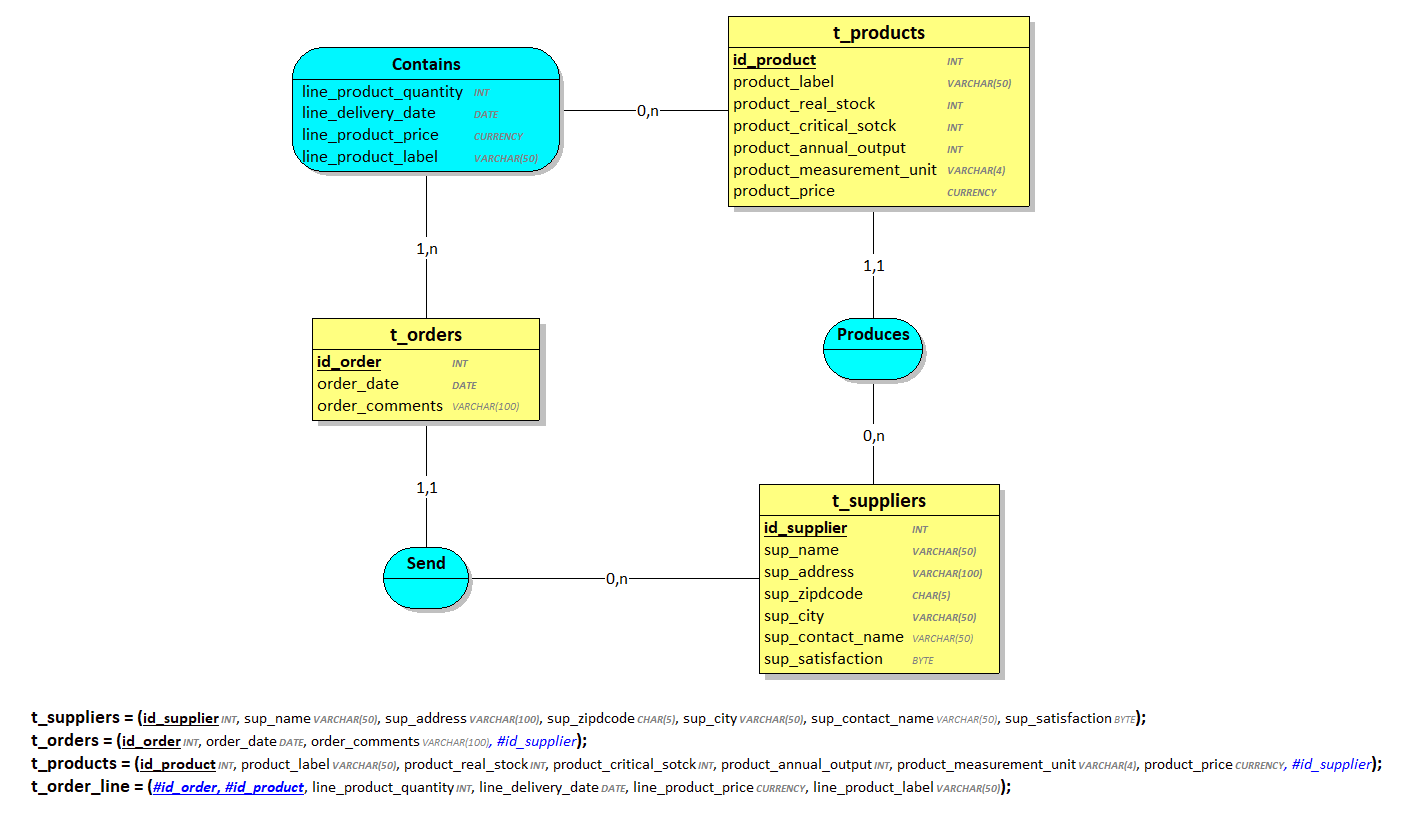 t_products
id_product INT
product_label VARCHAR(50)
product_real_stock INT
product_critical_sotck INT
product_annual_output INT
product_measurement_unit VARCHAR(4)
product_price CURRENCY
Contains
line_product_quantity INT
line_delivery_date DATE
line_product_price CURRENCY
line_product_label VARCHAR(50)
0,n
1,n
1,1
t_orders
id_order INT
order_date DATE
order_comments VARCHAR(100)
Produces
0,n
1,1
t_suppliers
id_supplier INT
sup_name VARCHAR(50)
sup_address VARCHAR(100)
sup_zipdcode CHAR(5)
sup_city VARCHAR(50)
sup_contact_name VARCHAR(50)
sup_satisfaction BYTE
Send
0,n
t_suppliers = (id_supplier INT, sup_name VARCHAR(50), sup_address VARCHAR(100), sup_zipdcode CHAR(5), sup_city VARCHAR(50), sup_contact_name VARCHAR(50), sup_satisfaction BYTE);
t_orders = (id_order INT, order_date DATE, order_comments VARCHAR(100), #id_supplier);
t_products = (id_product INT, product_label VARCHAR(50), product_real_stock INT, product_critical_sotck INT, product_annual_output INT, product_measurement_unit VARCHAR(4), product_price CURRENCY, #id_supplier);
t_order_line = (#id_order, #id_product, line_product_quantity INT, line_delivery_date DATE, line_product_price CURRENCY, line_product_label VARCHAR(50));